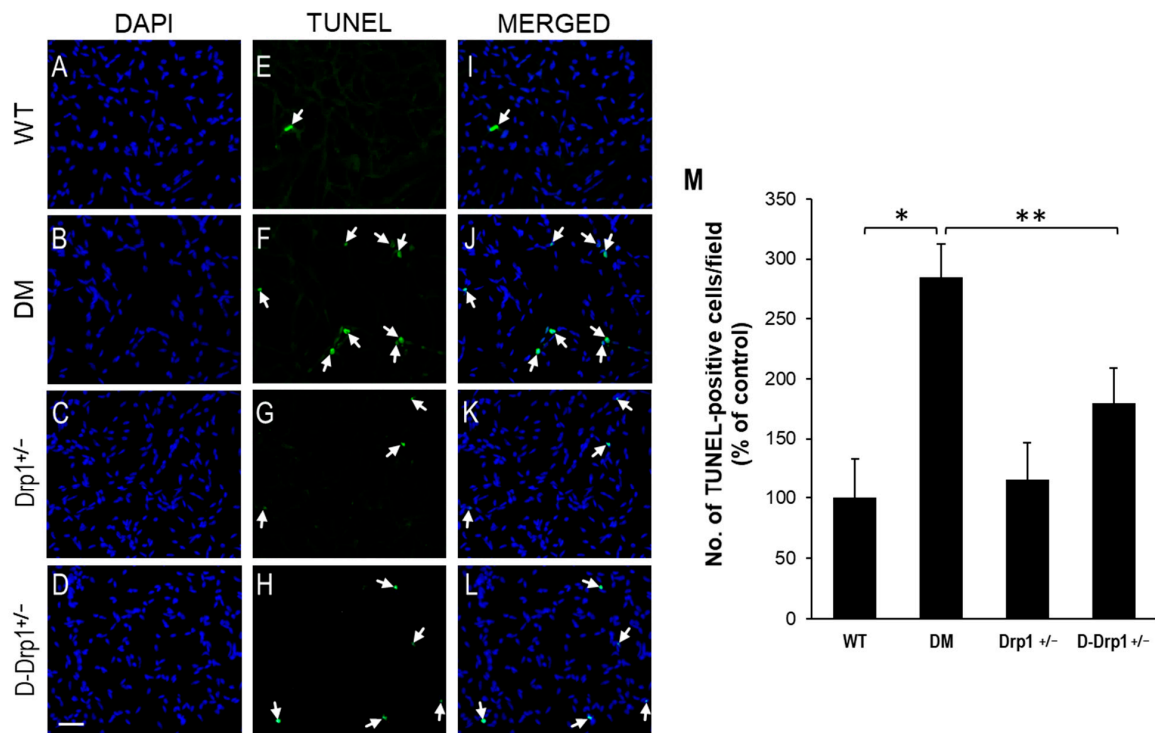 DAPI TUNEL MERGED
WT
A E I
DM
B F J
Drp1+/-
C G K
D-Drp1+/-
D H L
M
No. of TUNEL-positive cells/field
(% of control)
350
300
250
200
150
100
50
0
* **
WT DM Drp1 +/− D-Drp1 +/−